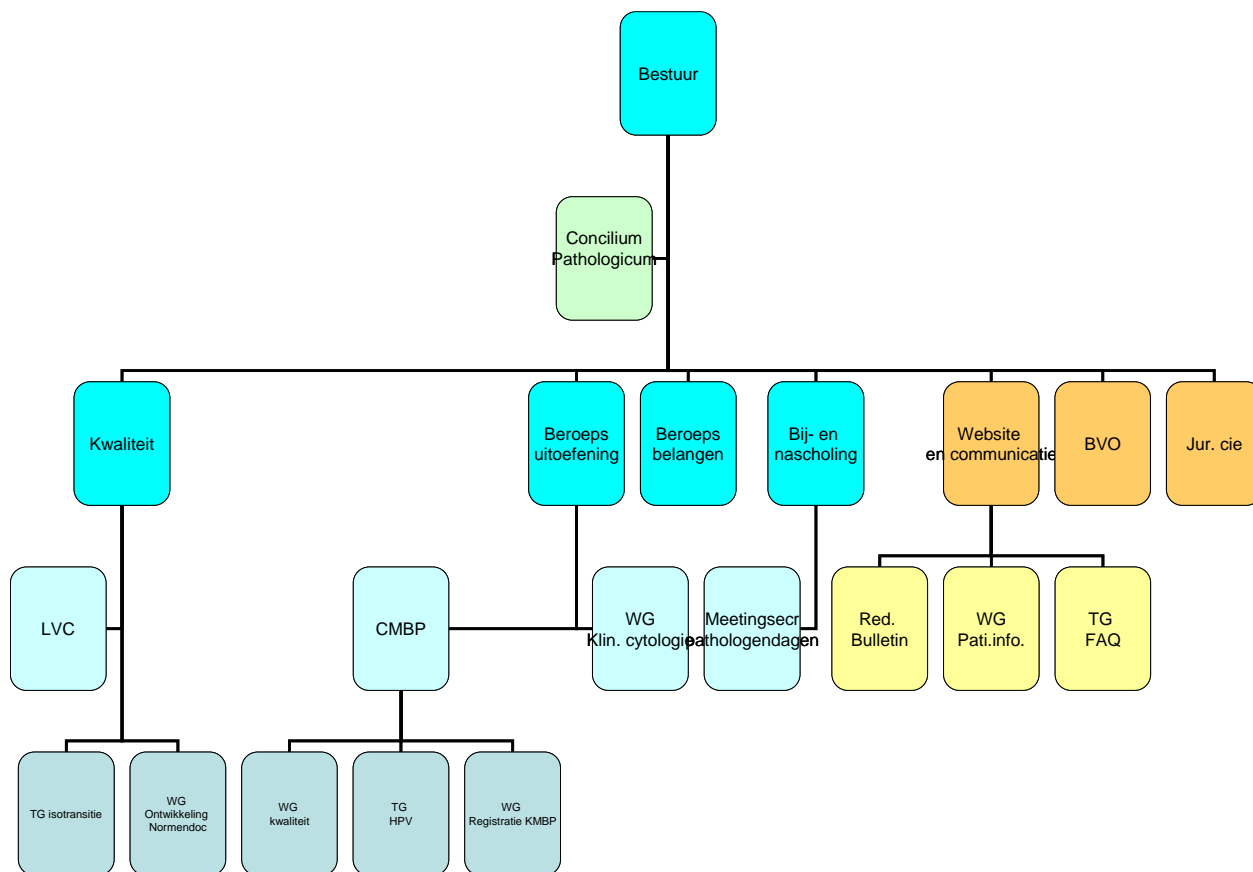 Bestuur
Concilium
Pathologicum
Kwaliteit
Beroeps
uitoefening
Beroeps
belangen
Bij- en
nascholing
Website
en communicatie
BVO
Jur. cie
LVC
CMBP
WG
Klin. cytologie
Meetingsecr.
pathologendagen
Red.
Bulletin
WG
Pati.info.
TG
FAQ
TG isotransitie
WG
Ontwikkeling
Normendoc
WG
kwaliteit
TG
HPV
WG
Registratie KMBP